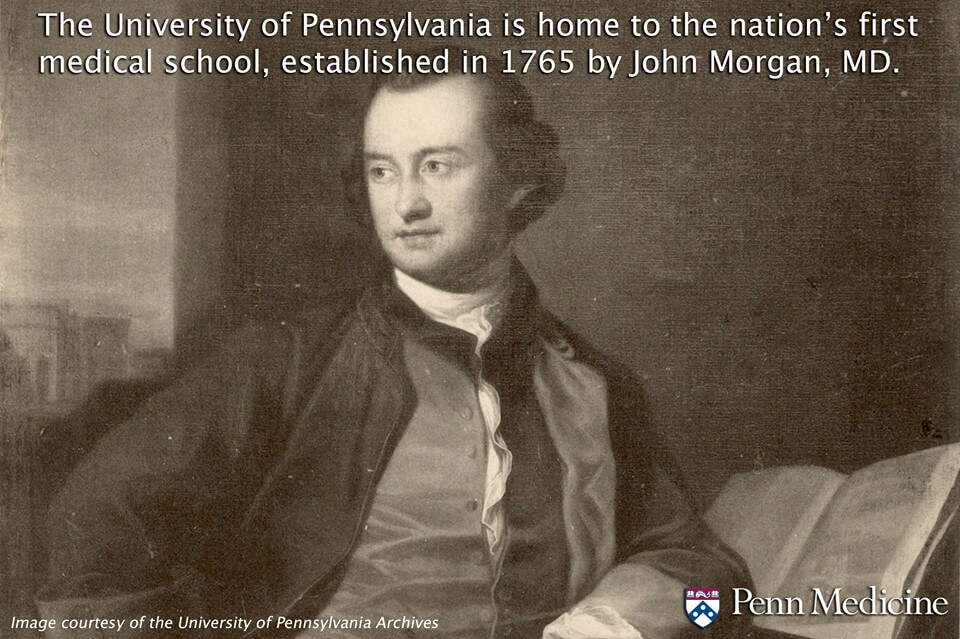 The University of Pennsylvania is home to the nation’s first
medical school, established in 1765 by John Morgan, MD.
Image courtesy of the University of Pennsylvania Archives
Penn Medicine